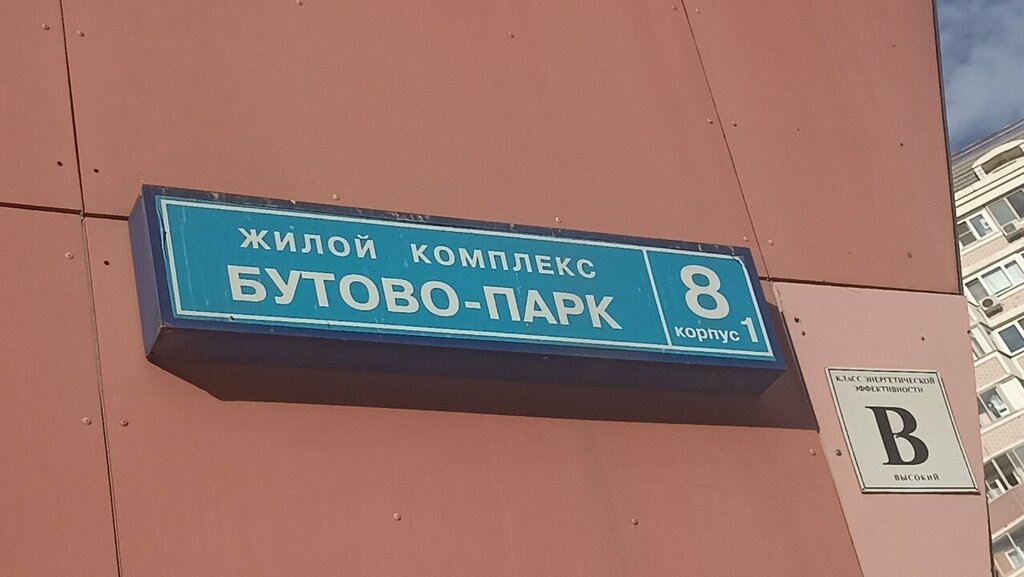 ЖИЛОЙ КОМПЛЕКС
БУТОВО-ПАРК
8
корпус 1
КЛАСС ЭНЕРГЕТИЧЕСКОЙ
ЭФФЕКТИВНОСТИ
B
ВЫСОКИЙ